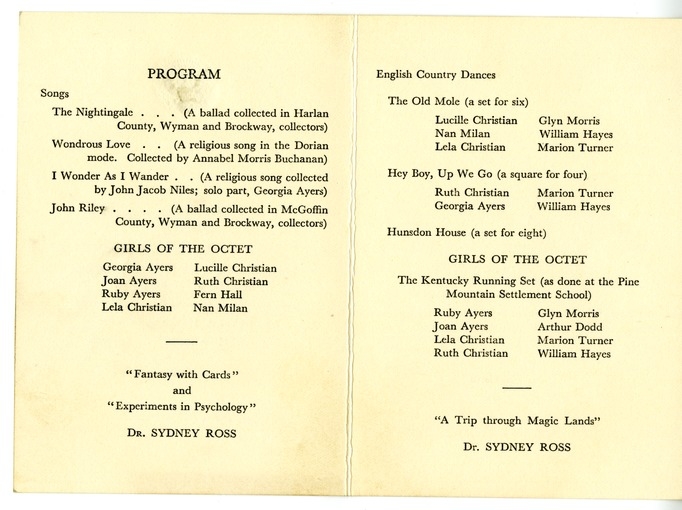 PROGRAM
Songs
The Nightingale . . . (A ballad collected in Harlan
County, Wyman and Brockway, collectors)
Wondrous Love . . (A religious song in the Dorian
mode. Collected by Annabel Morris Buchanan)
I Wonder As I Wander . . (A religious song collected
by John Jacob Niles; solo part, Georgia Ayers)
John Riley . . . . (A ballad collected in McGoffin
County, Wyman and Brockway, collectors)
GIRLS OF THE OCTET
Georgia Ayers Lucille Christian
Joan Ayers Ruth Christian
Ruby Ayers Fern Hall
Lela Christian Nan Milan
"Fantasy with Cards"
and
"Experiments in Psychology"
DR. SYDNEY ROSS
English Country Dances
The Old Mole (a set for six)
Lucille Christian Glyn Morris
Nan Milan William Hayes
Lela Christian Marion Turner
Hey Boy, Up We Go (a square for four)
Ruth Christian Marion Turner
Georgia Ayers William Hayes
Hunsdon House (a set for eight)
GIRLS OF THE OCTET
The Kentucky Running Set (as done at the Pine
Mountain Settlement School)
Ruby Ayers Glyn Morris
Joan Ayers Arthur Dodd
Lela Christian Marion Turner
Ruth Christian William Hayes
"A Trip through Magic Lands"
Dr. SYDNEY ROSS